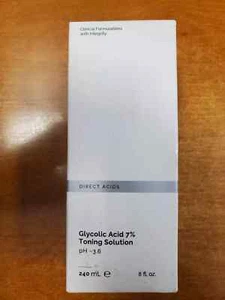 Clinical Formulations
with Integrity.
DIRECT ACIDS
Glycolic Acid 7%
Toning Solution
pH ~3.6
240 mL ℮ 8 fl. oz.